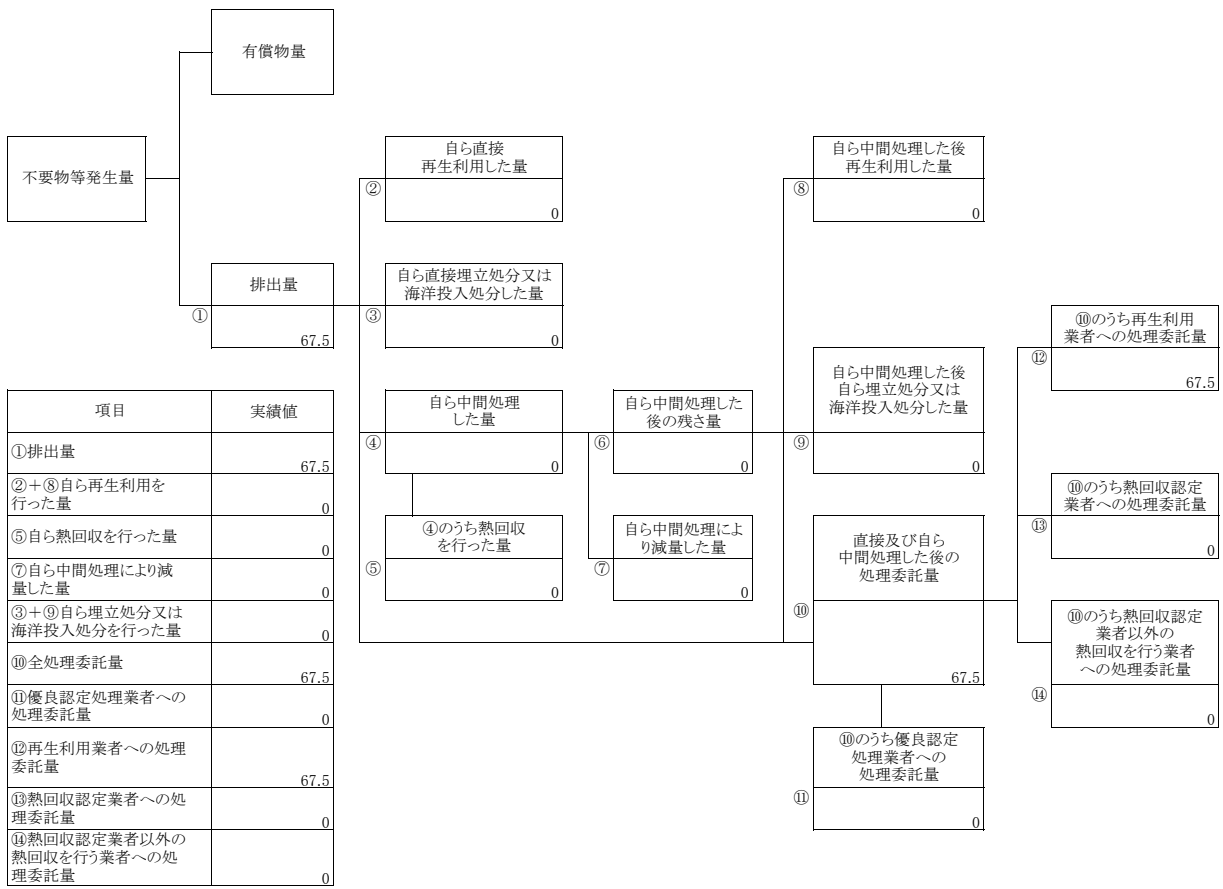 有償物量
不要物等発生量
自ら直接
再生利用した量
②
0
自ら中間処理した後
再生利用した量
⑧
0
排出量
①
67.5
自ら直接埋立処分又は
海洋投入処分した量
③
0
⑩のうち再生利用
業者への処理委託量
⑫
67.5
自ら中間処理
した量
④
0
自ら中間処理した
後の残さ量
⑥
0
自ら中間処理した後
自ら埋立処分又は
海洋投入処分した量
⑨
0
⑩のうち熱回収認定
業者への処理委託量
⑬
0
④のうち熱回収
を行った量
⑤
0
自ら中間処理によ
り減量した量
⑦
0
直接及び自ら
中間処理した後の
処理委託量
⑩
67.5
⑩のうち熱回収認定
業者以外の
熱回収を行う業者
への処理委託量
⑭
0
⑩のうち優良認定
処理業者への
処理委託量
⑪
0
項目 実績値
①排出量
67.5
②+⑧自ら再生利用を
行った量
0
⑤自ら熱回収を行った量
0
⑦自ら中間処理により減
量した量
0
③+⑨自ら埋立処分又は
海洋投入処分を行った量
0
⑩全処理委託量
67.5
⑪優良認定処理業者への
処理委託量
0
⑫再生利用業者への処理
委託量
67.5
⑬熱回収認定業者への処
理委託量
0
⑭熱回収認定業者以外の
熱回収を行う業者への処
理委託量
0